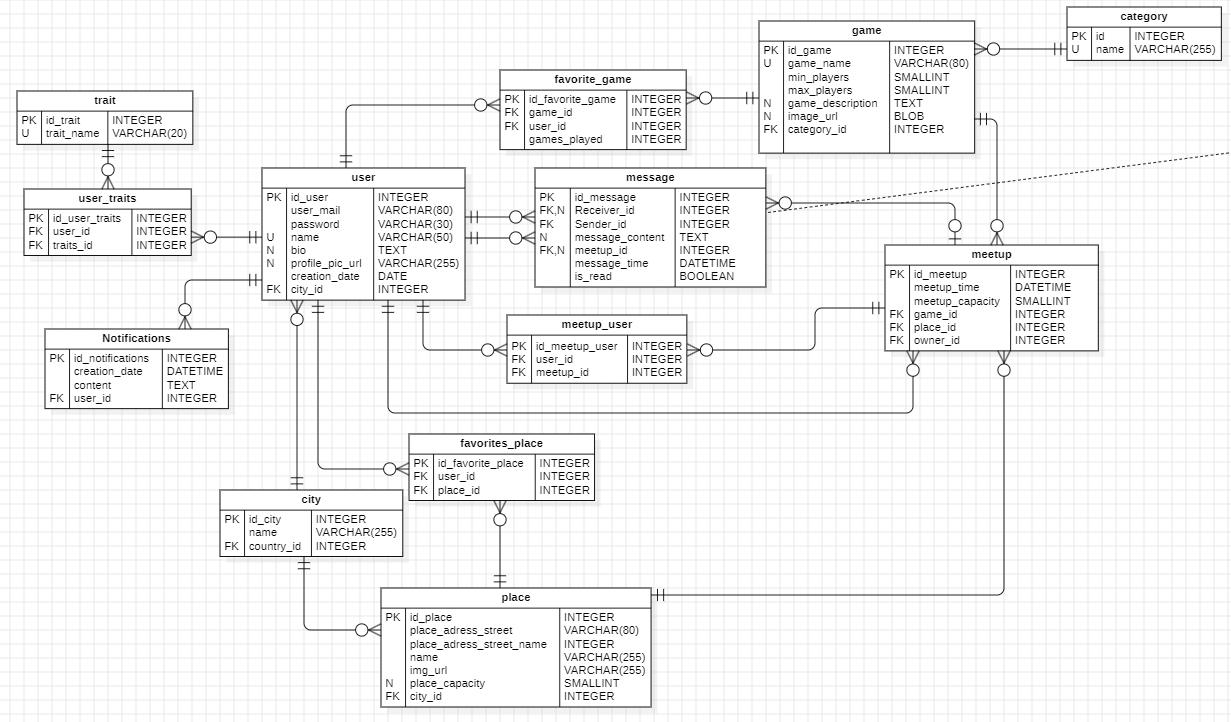 category
PK id INTEGER
U name VARCHAR(255)
game
PK id_game INTEGER
U game_name VARCHAR(80)
min_players SMALLINT
max_players SMALLINT
N game_description TEXT
N image_url BLOB
FK category_id INTEGER
favorite_game
PK id_favorite_game INTEGER
FK game_id INTEGER
FK user_id INTEGER
games_played INTEGER
trait
PK id_trait INTEGER
U trait_name VARCHAR(20)
user_traits
PK id_user_traits INTEGER
FK user_id INTEGER
FK traits_id INTEGER
user
PK id_user INTEGER
user_mail VARCHAR(80)
password VARCHAR(30)
U name VARCHAR(50)
N bio TEXT
N profile_pic_url VARCHAR(255)
creation_date DATE
FK city_id INTEGER
message
PK id_message INTEGER
FK,N Receiver_id INTEGER
FK Sender_id INTEGER
N message_content TEXT
FK,N meetup_id INTEGER
message_time DATETIME
is_read BOOLEAN
meetup
PK id_meetup INTEGER
meetup_time DATETIME
meetup_capacity SMALLINT
FK game_id INTEGER
FK place_id INTEGER
FK owner_id INTEGER
Notifications
PK id_notifications INTEGER
creation_date DATETIME
content TEXT
FK user_id INTEGER
meetup_user
PK id_meetup_user INTEGER
FK user_id INTEGER
FK meetup_id INTEGER
favorites_place
PK id_favorite_place INTEGER
FK user_id INTEGER
FK place_id INTEGER
city
PK id_city INTEGER
name VARCHAR(255)
FK country_id INTEGER
place
PK id_place INTEGER
place_adress_street VARCHAR(80)
place_adress_street_name INTEGER
name VARCHAR(255)
img_url VARCHAR(255)
N place_capacity SMALLINT
FK city_id INTEGER